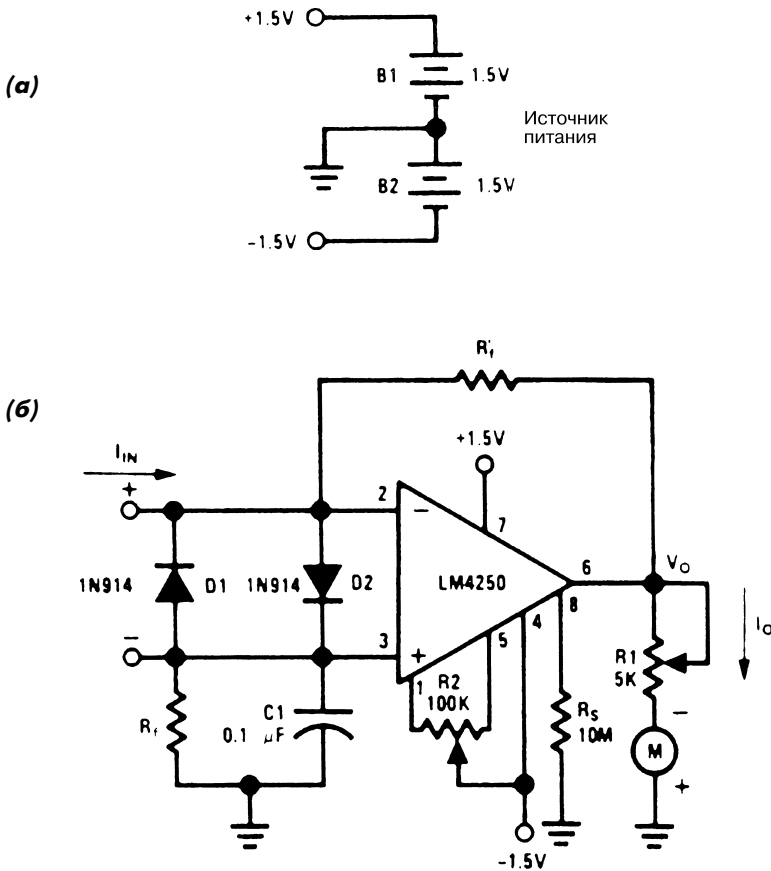 +1.5V
(а)
B1
1.5V
Источник
питания
B2
1.5V
-1.5V
R'f
(б)
+1.5V
IIN
+
2
−
7
1N914
D1
1N914
D2
LM4250
6
VO
IO
8
4
5
−
3
+
1
R2
100K
R1
5K
Rf
C1
0.1 μF
RS
10M
−
M
+
-1.5V